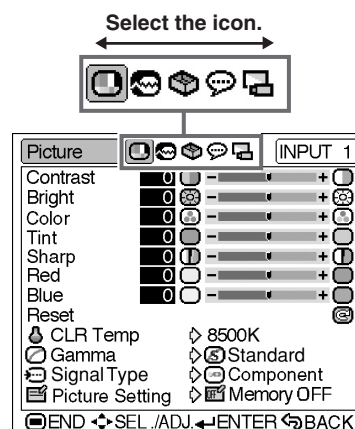 Select the icon.
Picture INPUT 1
Contrast 0 - +
Bright 0 - +
Color 0 - +
Tint 0 - +
Sharp 0 - +
Red 0 - +
Blue 0 - +
Reset
CLR Temp 8500K
Gamma S Standard
Signal Type Component
Picture Setting OFF Memory OFF
END SEL./ADJ. ENTER BACK